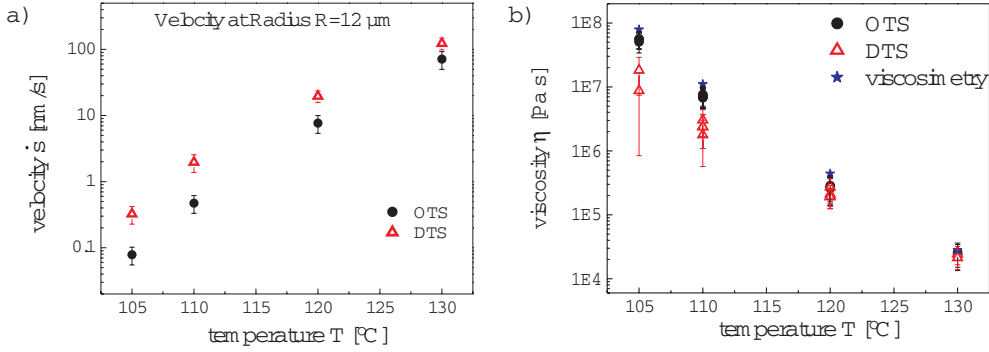 a)
Velocity at Radius R=12 µm
velocity ṡ [nm/s]
100
10
1
0.1
OTS
DTS
105 110 115 120 125 130
temperature T [°C]
b)
viscosity η [Pa s]
1E8
1E7
1E6
1E5
1E4
OTS
DTS
viscosimetry
105 110 115 120 125 130
temperature T [°C]